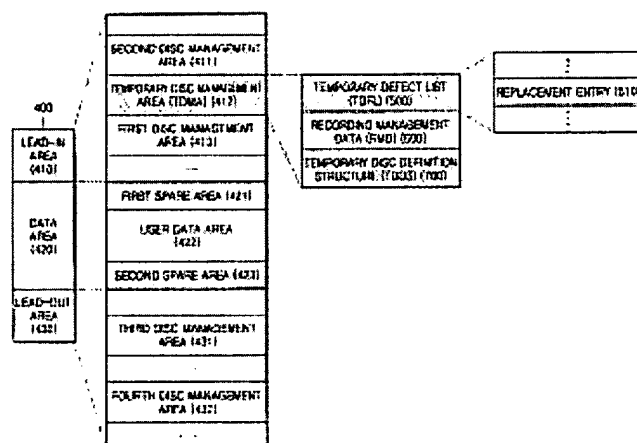 400
LEAD-IN
AREA
(410)
DATA
AREA
(420)
LEAD-OUT
AREA
(430)
SECOND DISC MANAGEMENT
AREA (411)
TEMPORARY DISC MANAGEMENT
AREA (TDMA) (412)
FIRST DISC MANAGEMENT
AREA (413)
...
FIRST SPARE AREA (421)
USER DATA AREA
(422)
SECOND SPARE AREA (423)
THIRD DISC MANAGEMENT
AREA (431)
FOURTH DISC MANAGEMENT
AREA (432)
...
TEMPORARY DEFECT LIST
(TDFL) (500)
RECORDING MANAGEMENT
DATA (RMD) (600)
TEMPORARY DISC DEFINITION
STRUCTURE (TDDS) (700)
⋮
REPLACEMENT ENTRY (510)
⋮